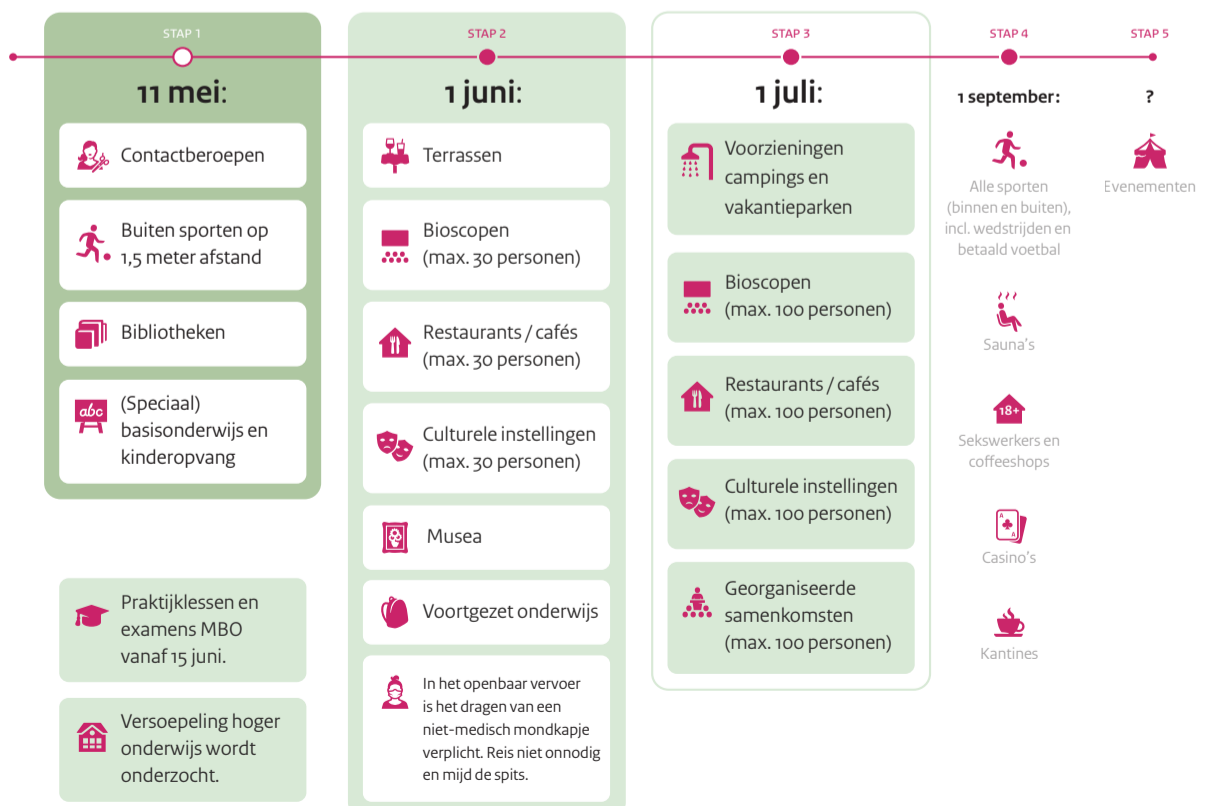 STAP 1
11 mei:
Contactberoepen
Buiten sporten op
1,5 meter afstand
Bibliotheken
abc
(Speciaal)
basisonderwijs en
kinderopvang
Praktijklessen en
examens MBO
vanaf 15 juni.
Versoepeling hoger
onderwijs wordt
onderzocht.
STAP 2
1 juni:
Terrassen
Bioscopen
(max. 30 personen)
Restaurants / cafés
(max. 30 personen)
Culturele instellingen
(max. 30 personen)
Musea
Voortgezet onderwijs
In het openbaar vervoer
is het dragen van een
niet-medisch mondkapje
verplicht. Reis niet onnodig
en mijd de spits.
STAP 3
1 juli:
Voorzieningen
campings en
vakantieparken
Bioscopen
(max. 100 personen)
Restaurants / cafés
(max. 100 personen)
Culturele instellingen
(max. 100 personen)
Georganiseerde
samenkomsten
(max. 100 personen)
STAP 4
1 september:
Alle sporten
(binnen en buiten),
incl. wedstrijden en
betaald voetbal
Sauna's
18+
Sekswerkers en
coffeeshops
A
A
Casino's
Kantines
STAP 5
?
Evenementen